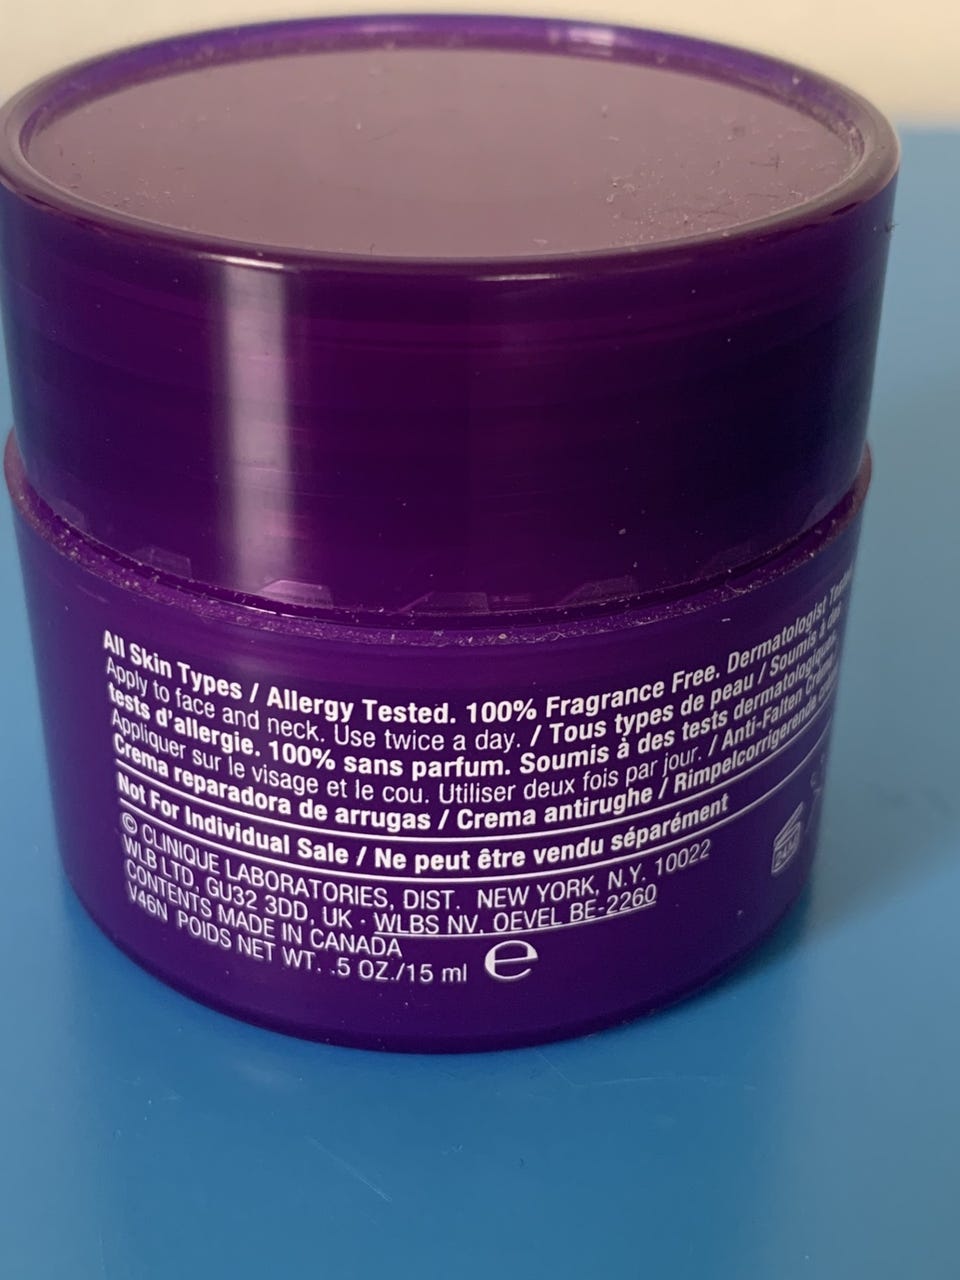 All Skin Types / Allergy Tested. 100% Fragrance Free. Dermatologist
Apply to face and neck. Use twice a day. / Tous types de peau / Soumis à des
tests d'allergie. 100% sans parfum. Soumis à des tests dermatologiques.
Appliquer sur le visage et le cou. Utiliser deux fois par jour. / Anti-Falten Creme
Crema reparadora de arrugas / Crema antirughe / Rimpelcorrigerende
Not For Individual Sale / Ne peut être vendu séparément
© CLINIQUE LABORATORIES, DIST. NEW YORK, N.Y. 10022
WLB LTD, GU32 3DD, UK · WLBS NV, OEVEL BE-2260
CONTENTS MADE IN CANADA
V46N POIDS NET WT. .5 OZ./15 ml e
24M